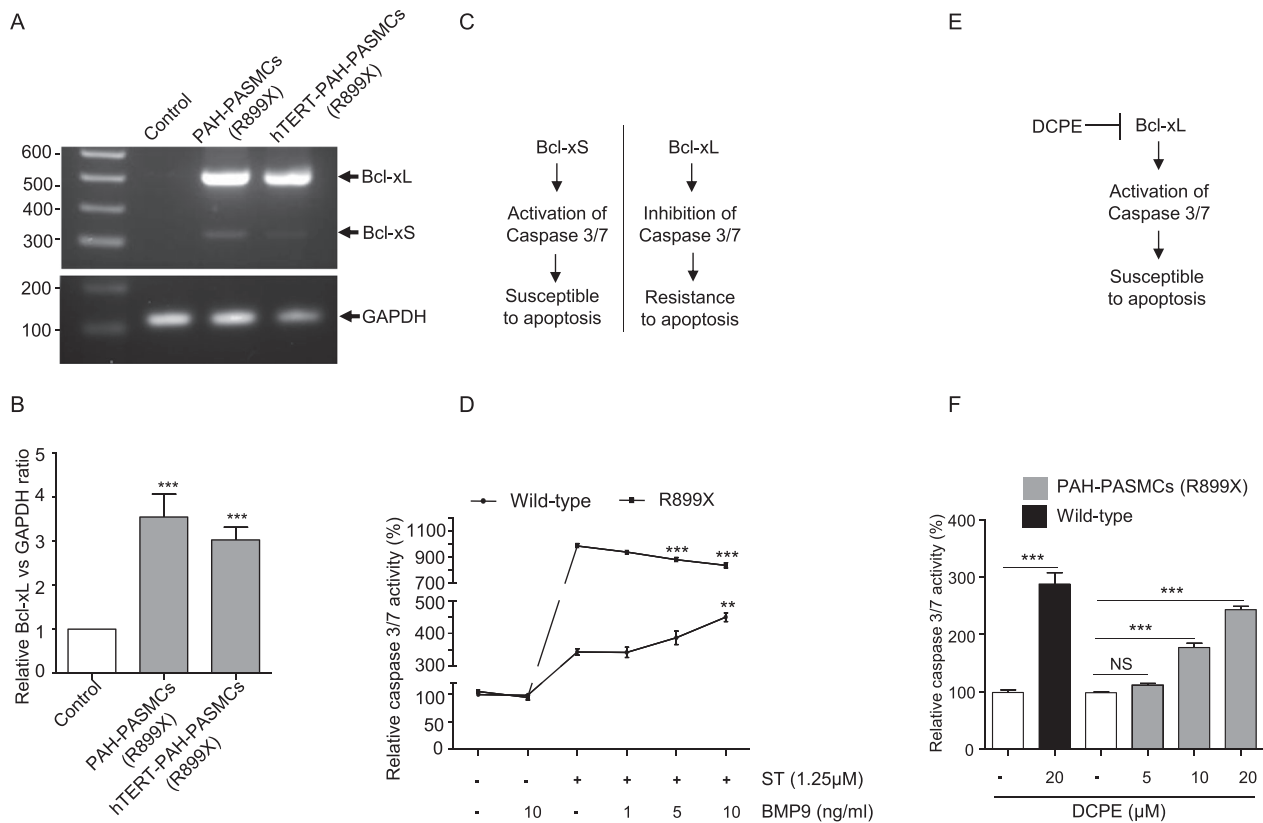 A
Control
PAH-PASMCs
(R899X)
hTERT-PAH-PASMCs
(R899X)
600
500
400
300
200
100
Bcl-xL
Bcl-xS
GAPDH
B
Relative Bcl-xL vs GAPDH ratio
5
4
3
2
1
0
***
***
Control
PAH-PASMCs
(R899X)
hTERT-PAH-PASMCs
(R899X)
C
Bcl-xS
Activation of
Caspase 3/7
Susceptible
to apoptosis
Bcl-xL
Inhibition of
Caspase 3/7
Resistance
to apoptosis
D
Wild-type
R899X
Relative caspase 3/7 activity (%)
1100
900
700
500
450
350
250
100
50
0
*** ***
**
- - + + + + ST (1.25µM)
- 10 - 1 5 10 BMP9 (ng/ml)
E
DCPE Bcl-xL
Activation of
Caspase 3/7
Susceptible
to apoptosis
F
PAH-PASMCs (R899X)
Wild-type
Relative caspase 3/7 activity (%)
400
300
200
100
0
***
NS
***
***
- 20 - 5 10 20
DCPE (µM)